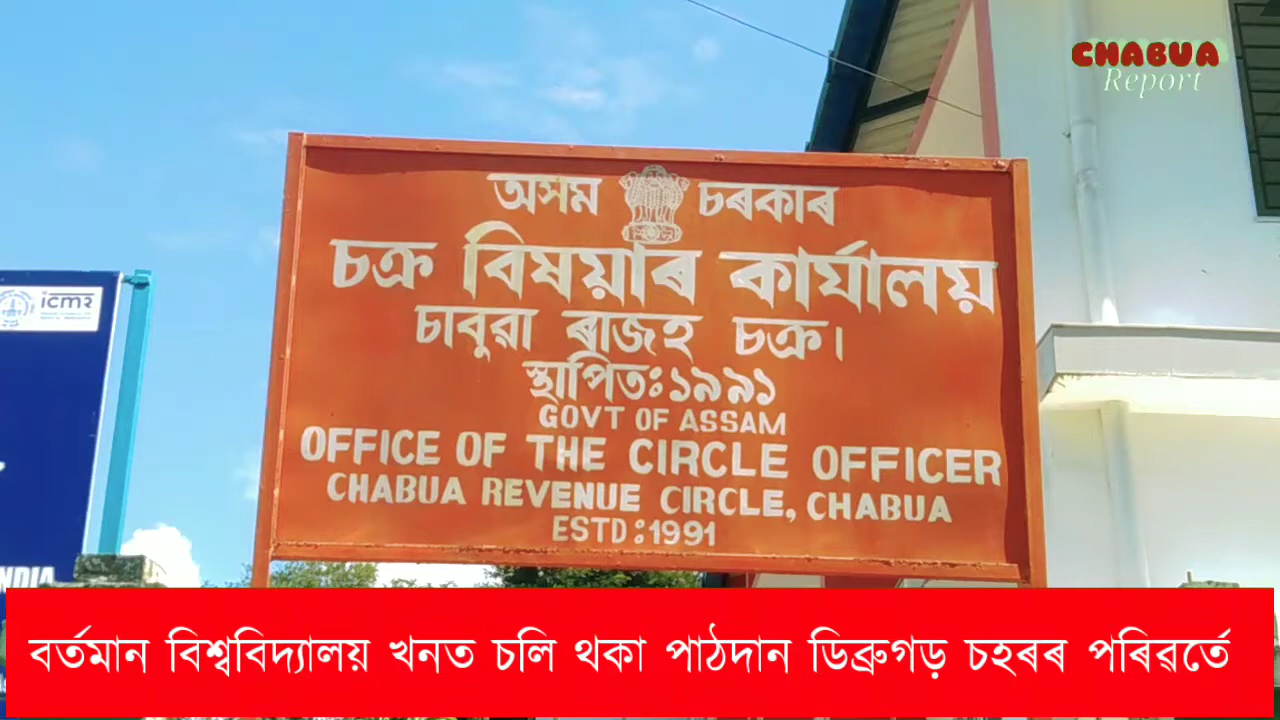 CHABUA
Report
অসম চৰকাৰ
চক্ৰ বিষয়াৰ কাৰ্যালয়
চাবুৱা ৰাজহ চক্ৰ।
স্থাপিতঃ১৯৯১
GOVT OF ASSAM
OFFICE OF THE CIRCLE OFFICER
CHABUA REVENUE CIRCLE, CHABUA
ESTD:1991
icmr
INDIA
বৰ্তমান বিশ্ববিদ্যালয় খনত চলি থকা পাঠদান ডিব্ৰুগড় চহৰৰ পৰিৱৰ্তে